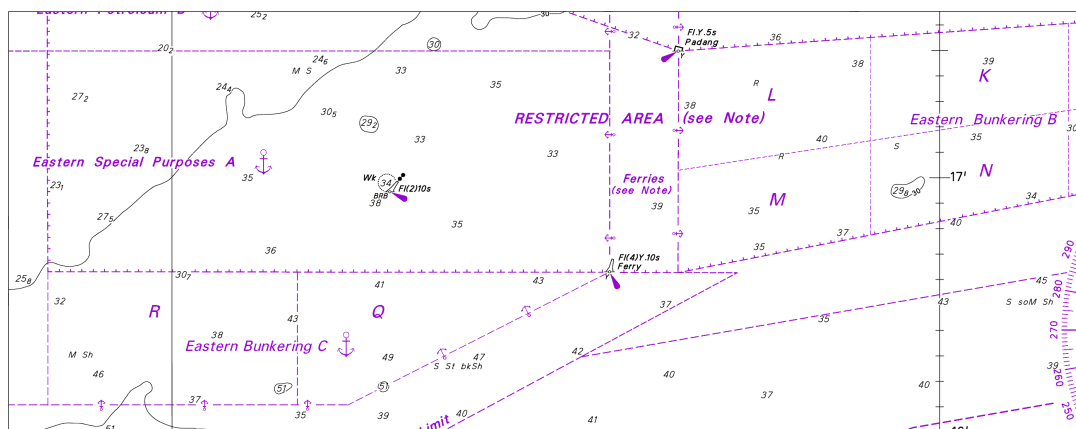 Eastern Petroleum B
25₂
30
32
Fl.Y.5s
Padang
36
20₂
30
24₆
M S
33
38
39
K
35
R
L
24₄
27₂
30₅
29₂
38
RESTRICTED AREA (see Note)
Eastern Bunkering B
30
33
40
35
S
23₈
33
R
Eastern Special Purposes A
35
Wk
34
Fl(2)10s
BRB
38
Ferries
(see Note)
17'
N
23₁
29₈
30
M
34
39
35
27₅
35
40
37
36
35
Fl(4)Y.10s
Ferry
25₈
30₇
41
43
45
290
280
270
260
250
32
R
Q
37
43
S soM Sh
43
35
38
Eastern Bunkering C
42
M Sh
49
47
S St bkSh
39
46
51
51
40
40
37
37
35
39
40
41
Limit
51